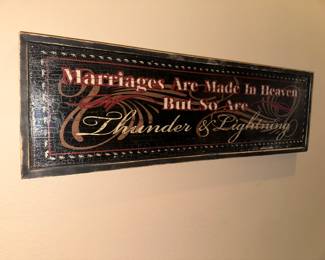 Marriages Are Made In Heaven
But So Are
Thunder & Lightning